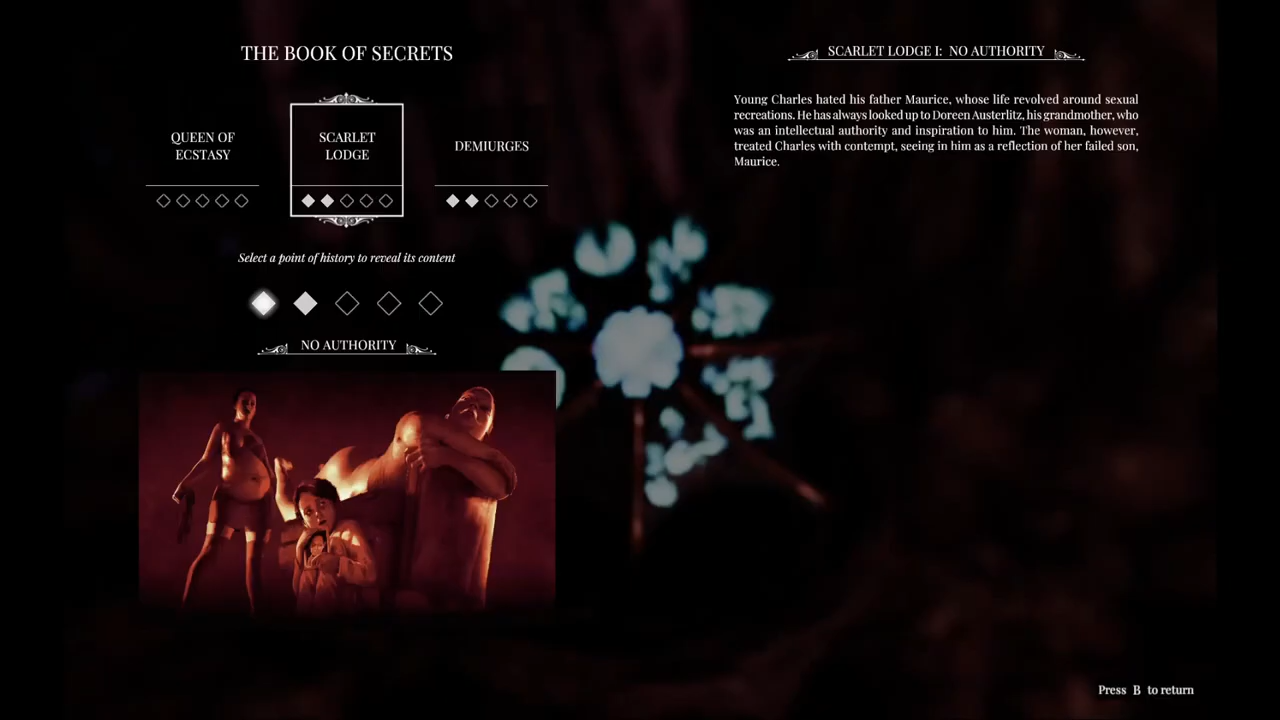 THE BOOK OF SECRETS
QUEEN OF
ECSTASY
SCARLET
LODGE
DEMIURGES
Select a point of history to reveal its content
NO AUTHORITY
SCARLET LODGE I: NO AUTHORITY
Young Charles hated his father Maurice, whose life revolved around sexual
recreations. He has always looked up to Doreen Austerlitz, his grandmother, who
was an intellectual authority and inspiration to him. The woman, however,
treated Charles with contempt, seeing in him as a reflection of her failed son,
Maurice.
Press B to return